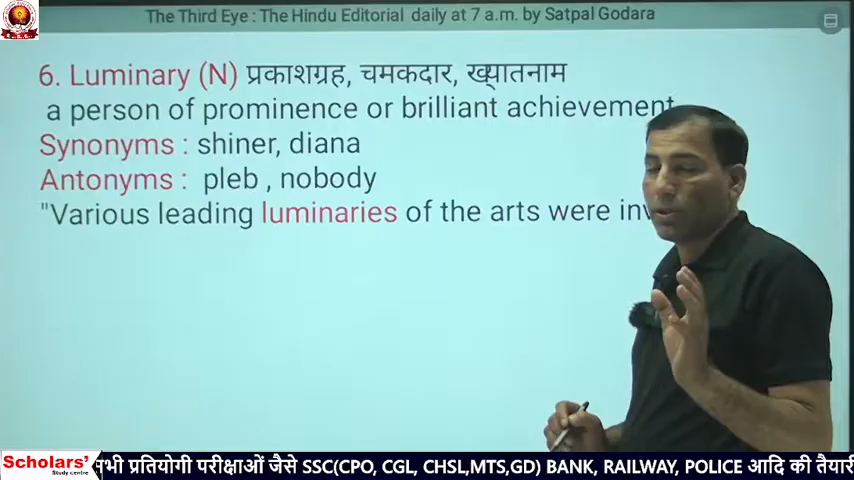 The Third Eye : The Hindu Editorial daily at 7 a.m. by Satpal Godara
6. Luminary (N) प्रकाशग्रह, चमकदार, ख्यातनाम
a person of prominence or brilliant achievement
Synonyms : shiner, diana
Antonyms : pleb , nobody
"Various leading luminaries of the arts were
Scholars'
Study centre
प्रतियोगी परीक्षाओं जैसे SSC(CPO, CGL, CHSL,MTS,GD) BANK, RAILWAY, POLICE आदि की